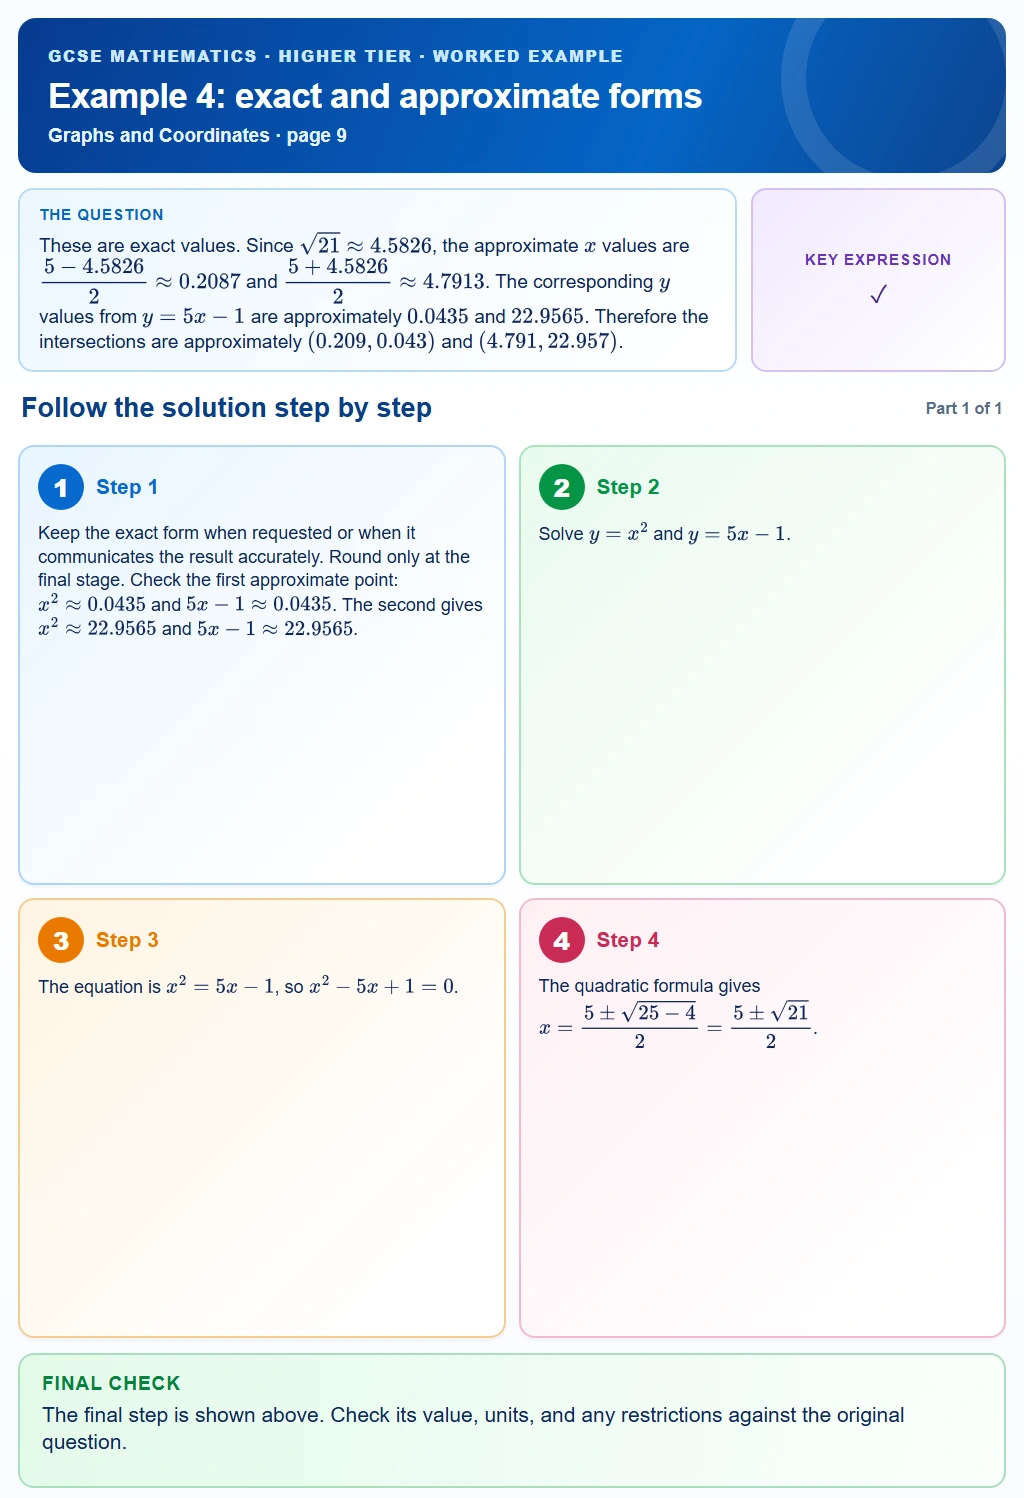 GCSE MATHEMATICS · HIGHER TIER · WORKED EXAMPLE
Example 4: exact and approximate forms
Graphs and Coordinates · page 9
THE QUESTION
These are exact values. Since √21 ≈ 4.5826, the approximate x values are
(5 − 4.5826)/2 ≈ 0.2087 and (5 + 4.5826)/2 ≈ 4.7913. The corresponding y
values from y = 5x − 1 are approximately 0.0435 and 22.9565. Therefore the
intersections are approximately (0.209, 0.043) and (4.791, 22.957).
KEY EXPRESSION
✓
Follow the solution step by step
Part 1 of 1
1 Step 1
Keep the exact form when requested or when it
communicates the result accurately. Round only at the
final stage. Check the first approximate point:
x² ≈ 0.0435 and 5x − 1 ≈ 0.0435. The second gives
x² ≈ 22.9565 and 5x − 1 ≈ 22.9565.
2 Step 2
Solve y = x² and y = 5x − 1.
3 Step 3
The equation is x² = 5x − 1, so x² − 5x + 1 = 0.
4 Step 4
The quadratic formula gives
x = (5 ± √(25 − 4))/2 = (5 ± √21)/2.
FINAL CHECK
The final step is shown above. Check its value, units, and any restrictions against the original
question.